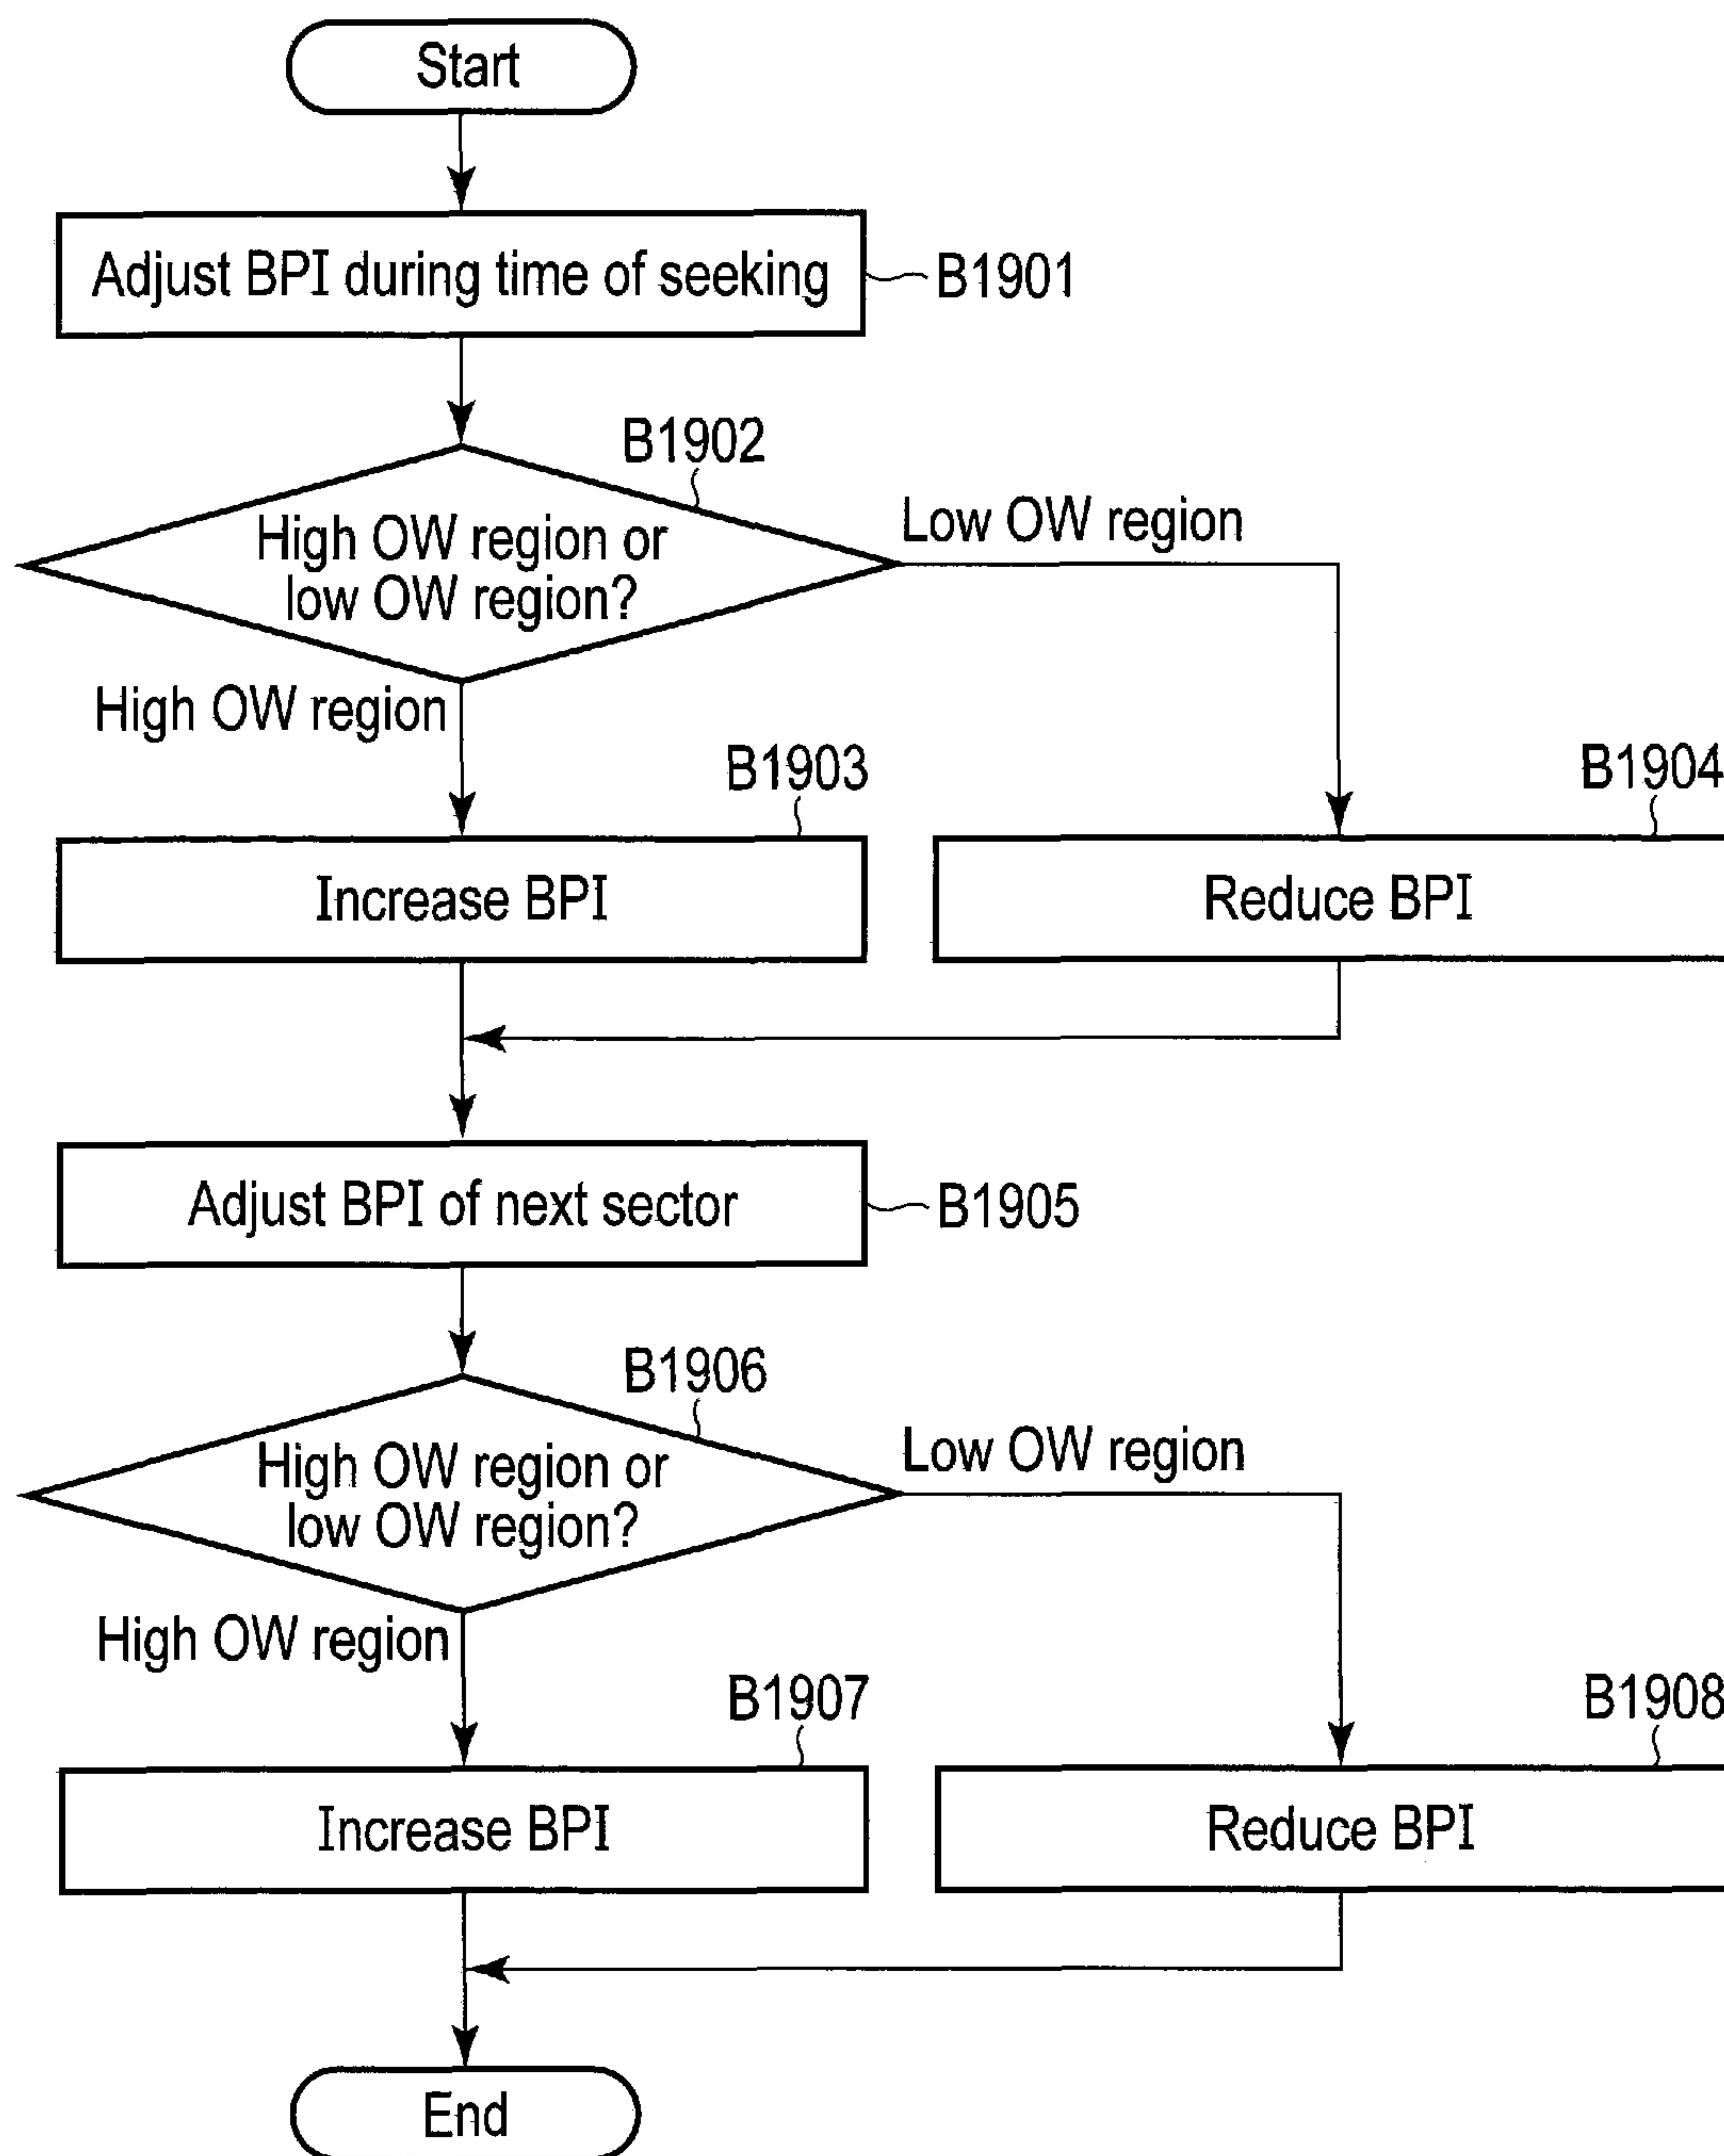 Start
Adjust BPI during time of seeking
B1901
B1902
High OW region or
low OW region?
Low OW region
High OW region
B1903
B1904
Increase BPI
Reduce BPI
Adjust BPI of next sector
B1905
B1906
High OW region or
low OW region?
Low OW region
High OW region
B1907
B1908
Increase BPI
Reduce BPI
End